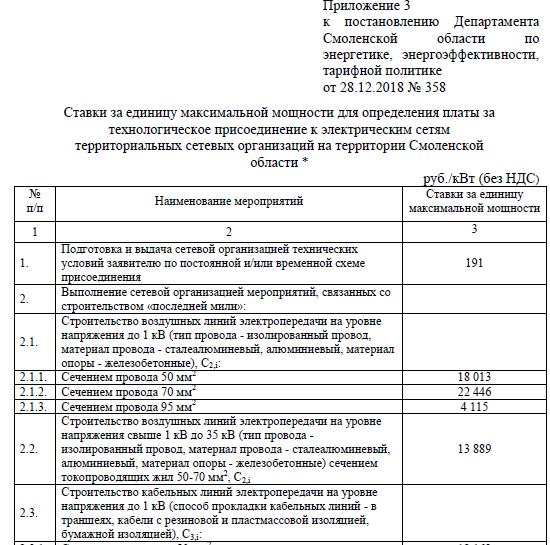 Приложение 3
к постановлению Департамента
Смоленской области по
энергетике, энергоэффективности,
тарифной политике
от 28.12.2018 № 358
Ставки за единицу максимальной мощности для определения платы за
технологическое присоединение к электрическим сетям
территориальных сетевых организаций на территории Смоленской
области *
руб./кВт (без НДС)
№
п/п
Наименование мероприятий
Ставки за единицу
максимальной мощности
1 2 3
1.
Подготовка и выдача сетевой организацией технических
условий заявителю по постоянной и/или временной схеме
присоединения
191
2.
Выполнение сетевой организацией мероприятий, связанных со
строительством «последней мили»:
2.1.
Строительство воздушных линий электропередачи на уровне
напряжения до 1 кВ (тип провода - изолированный провод,
материал провода - сталеалюминевый, алюминиевый, материал
опоры - железобетонные), C2,i:
2.1.1. Сечением провода 50 мм² 18 013
2.1.2. Сечением провода 70 мм² 22 446
2.1.3. Сечением провода 95 мм² 4 115
2.2.
Строительство воздушных линий электропередачи на уровне
напряжения свыше 1 кВ до 35 кВ (тип провода -
изолированный провод, материал провода - сталеалюминевый,
алюминиевый, материал опоры - железобетонные) сечением
токопроводящих жил 50-70 мм², C2,i
13 889
2.3.
Строительство кабельных линий электропередачи на уровне
напряжения до 1 кВ (способ прокладки кабельных линий - в
траншеях, кабели с резиновой и пластмассовой изоляцией,
бумажной изоляцией), C3,i: